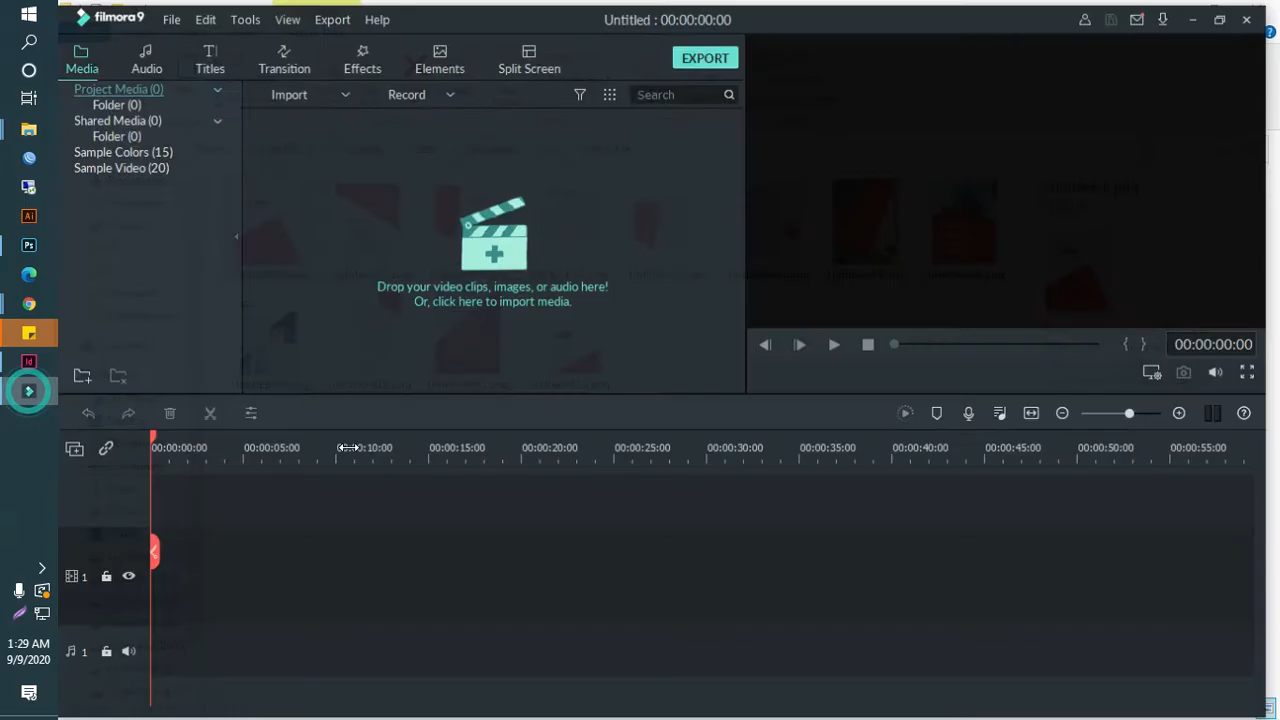 filmora9 File Edit Tools View Export Help Untitled : 00:00:00:00
Media Audio Titles Transition Effects Elements Split Screen EXPORT
Project Media (0) Import Record Search
Folder (0)
Shared Media (0)
Folder (0)
Sample Colors (15)
Sample Video (20)
Ai
Ps
Drop your video clips, images, or audio here!
Or, click here to import media.
{ } 00:00:00:00
Id
00:00:00:00 00:00:05:00 :10:00 00:00:15:00 00:00:20:00 00:00:25:00 00:00:30:00 00:00:35:00 00:00:40:00 00:00:45:00 00:00:50:00 00:00:55:00
1
1
1:29 AM
9/9/2020